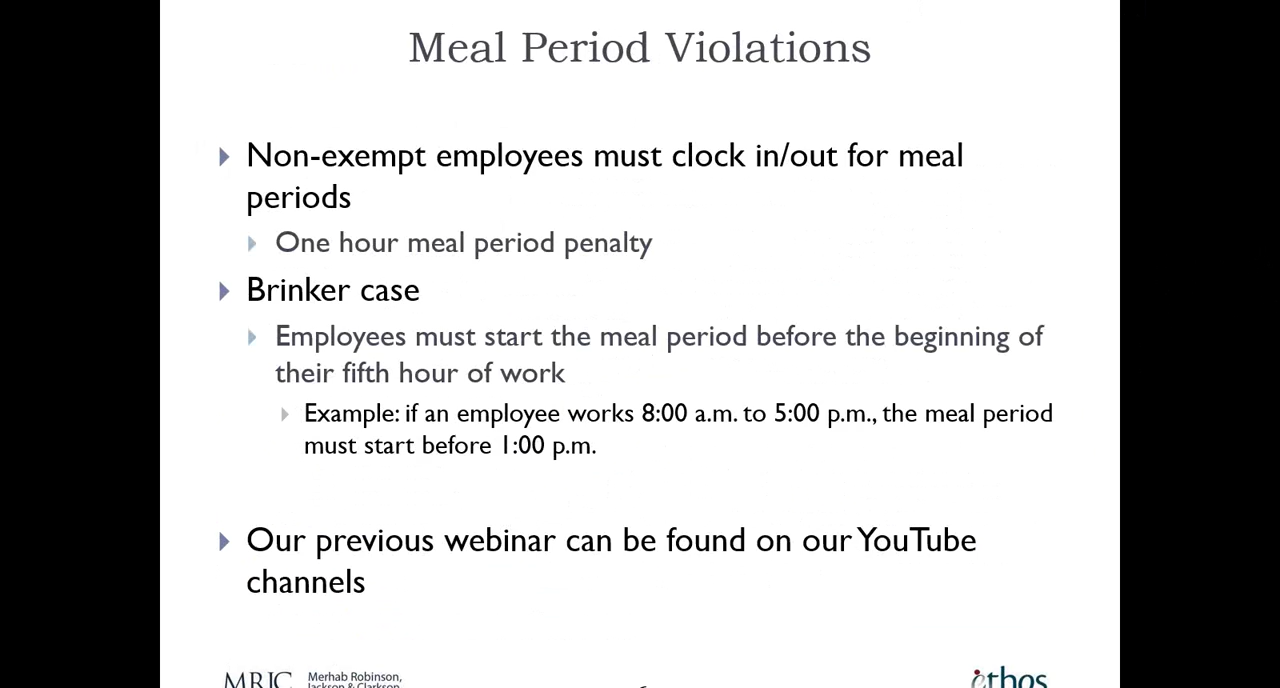 Meal Period Violations
Non-exempt employees must clock in/out for meal
periods
One hour meal period penalty
Brinker case
Employees must start the meal period before the beginning of
their fifth hour of work
Example: if an employee works 8:00 a.m. to 5:00 p.m., the meal period
must start before 1:00 p.m.
Our previous webinar can be found on our YouTube
channels
MRJC Merhab Robinson,
Jackson & Clarkson
ethos